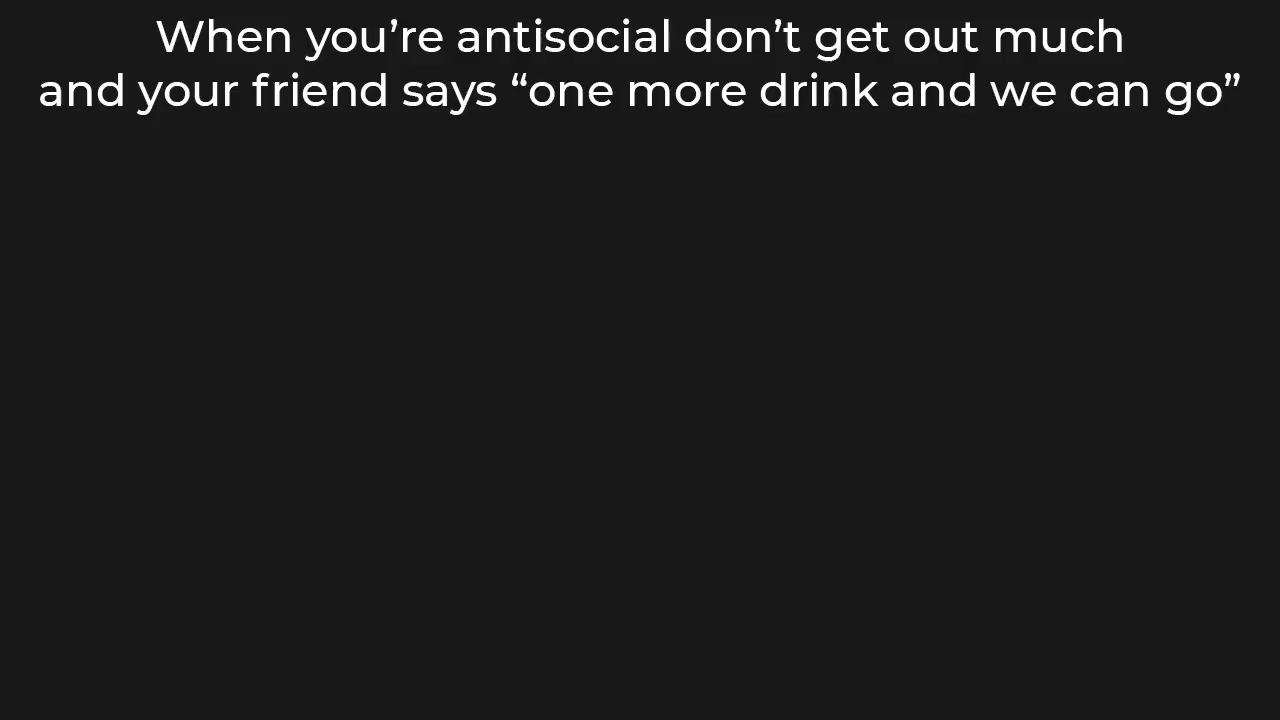 When you’re antisocial don’t get out much
and your friend says “one more drink and we can go”